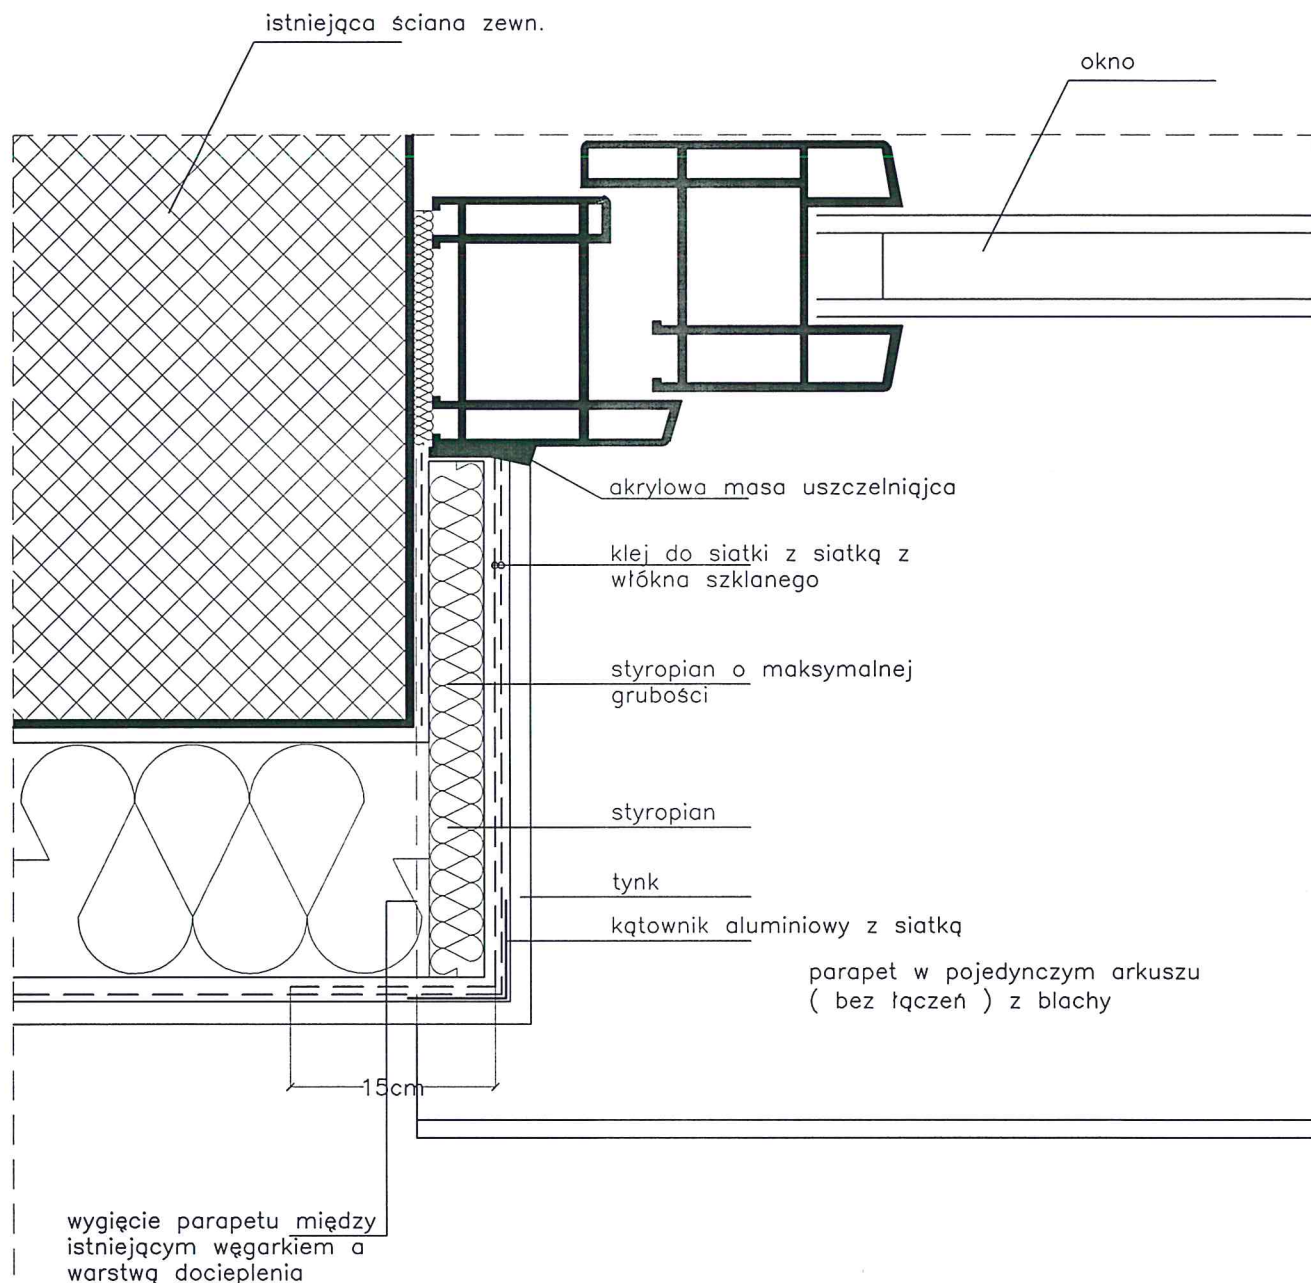 istniejąca ściana zewn.
okno
akrylowa masa uszczelniąjca
klej do siatki z siatką z
włókna szklanego
styropian o maksymalnej
grubości
styropian
tynk
kątownik aluminiowy z siatką
parapet w pojedynczym arkuszu
( bez łączeń ) z blachy
15cm
wygięcie parapetu między
istniejącym węgarkiem a
warstwą docieplenia